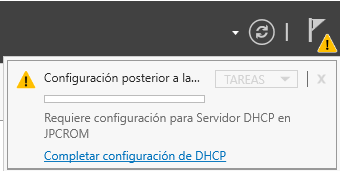 Configuración posterior a la...
TAREAS
x
Requiere configuración para Servidor DHCP en
JPCROM
Completar configuración de DHCP